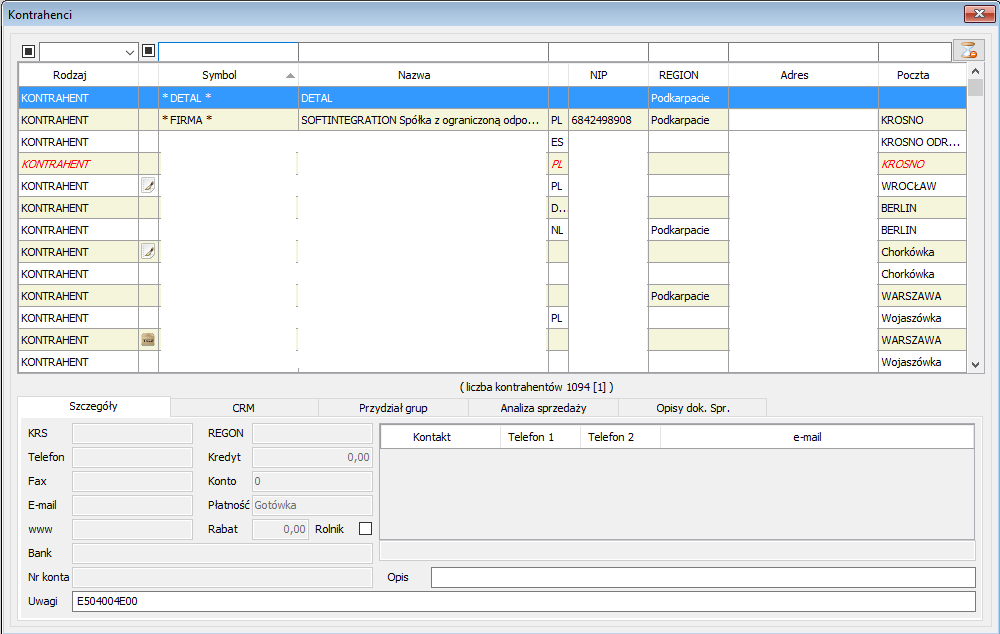 Kontrahenci
Rodzaj Symbol Nazwa NIP REGION Adres Poczta
KONTRAHENT * DETAL * DETAL Podkarpacie
KONTRAHENT * FIRMA * SOFTINTEGRATION Spółka z ograniczoną odpo... PL 6842498908 Podkarpacie KROSNO
KONTRAHENT ES KROSNO ODR...
KONTRAHENT PL KROSNO
KONTRAHENT PL WROCŁAW
KONTRAHENT D... BERLIN
KONTRAHENT NL Podkarpacie BERLIN
KONTRAHENT Chorkówka
KONTRAHENT Chorkówka
KONTRAHENT Podkarpacie WARSZAWA
KONTRAHENT PL Wojaszówka
KONTRAHENT WARSZAWA
KONTRAHENT Wojaszówka
( liczba kontrahentów 1094 [1] )
Szczegóły CRM Przydział grup Analiza sprzedaży Opisy dok. Spr.
KRS REGON Kontakt Telefon 1 Telefon 2 e-mail
Telefon Kredyt 0,00
Fax Konto 0
E-mail Płatność Gotówka
www Rabat 0,00 Rolnik
Bank
Nr konta Opis
Uwagi E504004E00